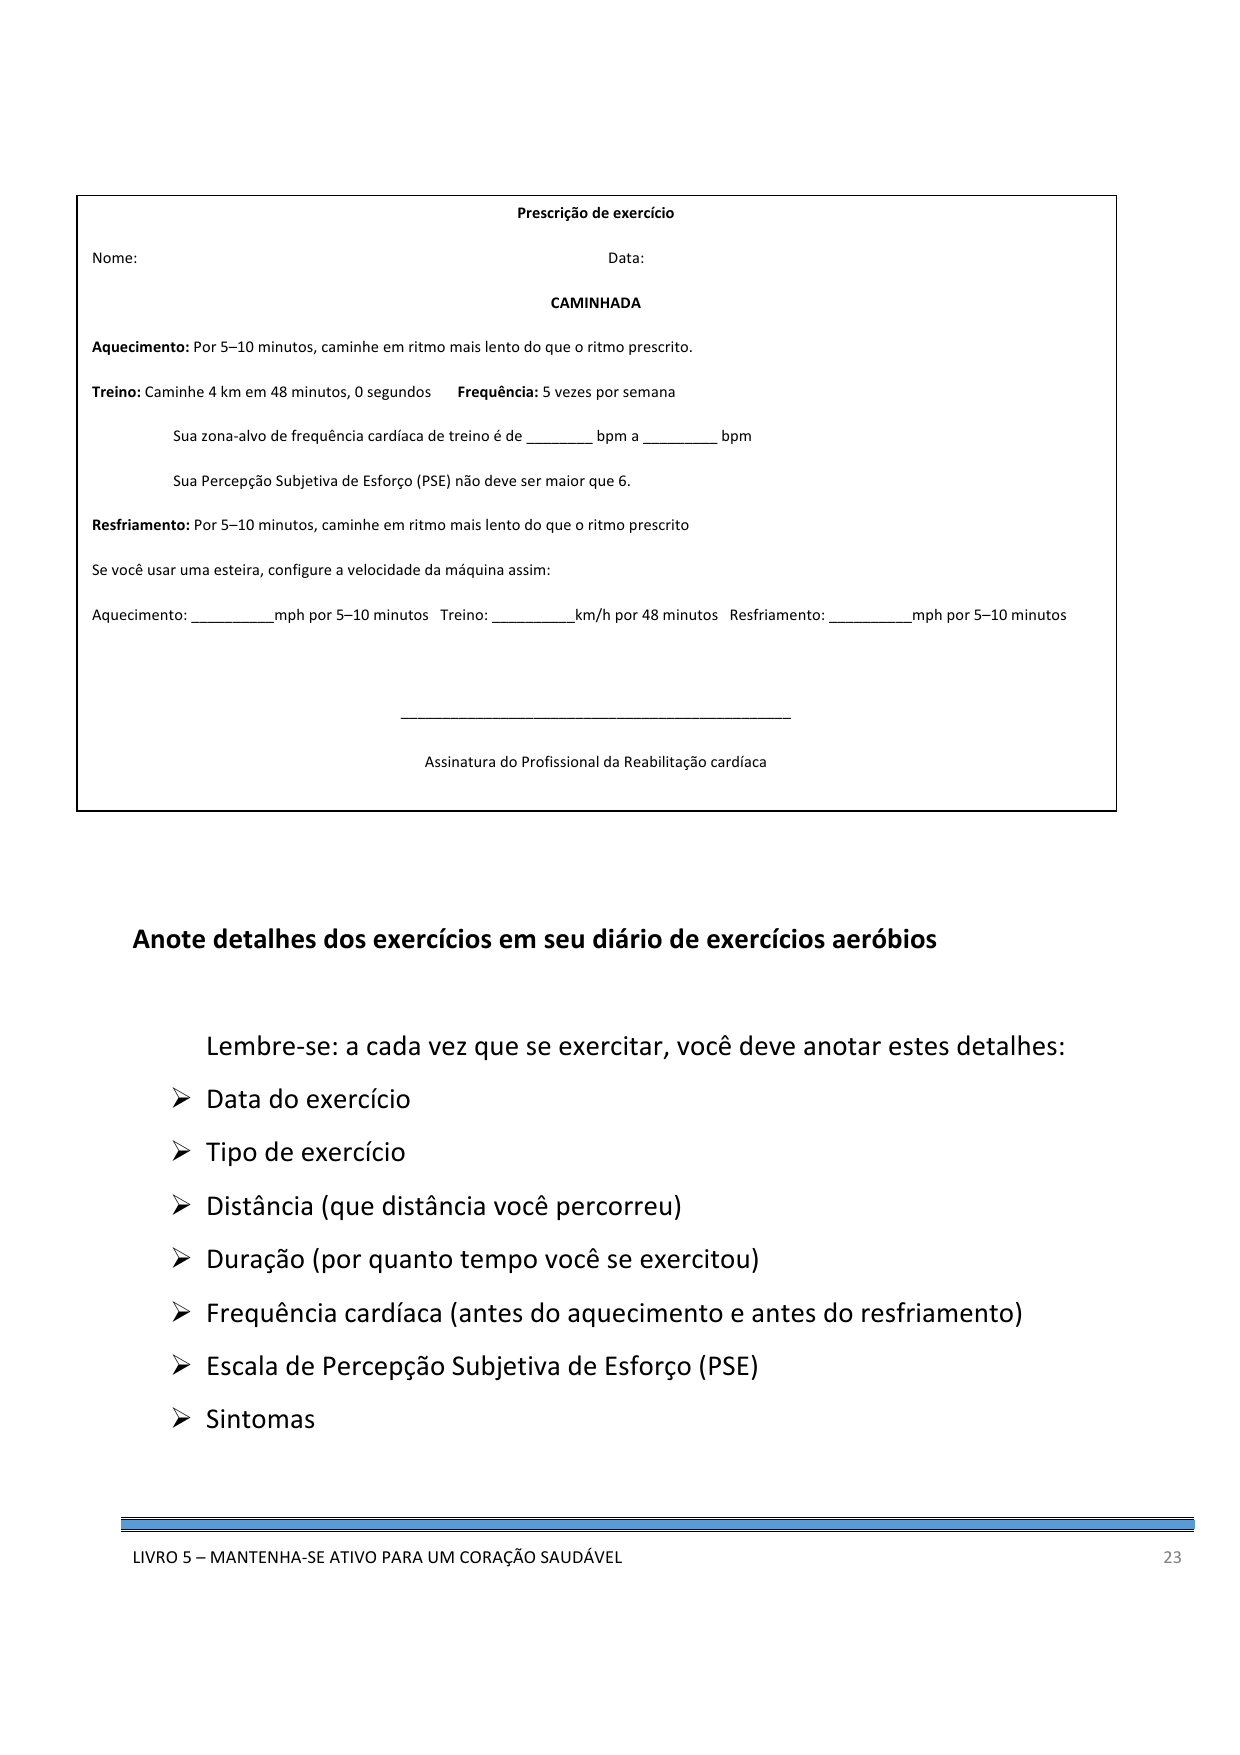 Prescrição de exercício
Nome: Data:
CAMINHADA
Aquecimento: Por 5–10 minutos, caminhe em ritmo mais lento do que o ritmo prescrito.
Treino: Caminhe 4 km em 48 minutos, 0 segundos Frequência: 5 vezes por semana
Sua zona-alvo de frequência cardíaca de treino é de ________ bpm a _________ bpm
Sua Percepção Subjetiva de Esforço (PSE) não deve ser maior que 6.
Resfriamento: Por 5–10 minutos, caminhe em ritmo mais lento do que o ritmo prescrito
Se você usar uma esteira, configure a velocidade da máquina assim:
Aquecimento: __________mph por 5–10 minutos Treino: __________km/h por 48 minutos Resfriamento: __________mph por 5–10 minutos
_______________________________________________
Assinatura do Profissional da Reabilitação cardíaca
Anote detalhes dos exercícios em seu diário de exercícios aeróbios
Lembre-se: a cada vez que se exercitar, você deve anotar estes detalhes:
➢ Data do exercício
➢ Tipo de exercício
➢ Distância (que distância você percorreu)
➢ Duração (por quanto tempo você se exercitou)
➢ Frequência cardíaca (antes do aquecimento e antes do resfriamento)
➢ Escala de Percepção Subjetiva de Esforço (PSE)
➢ Sintomas
LIVRO 5 – MANTENHA-SE ATIVO PARA UM CORAÇÃO SAUDÁVEL 23